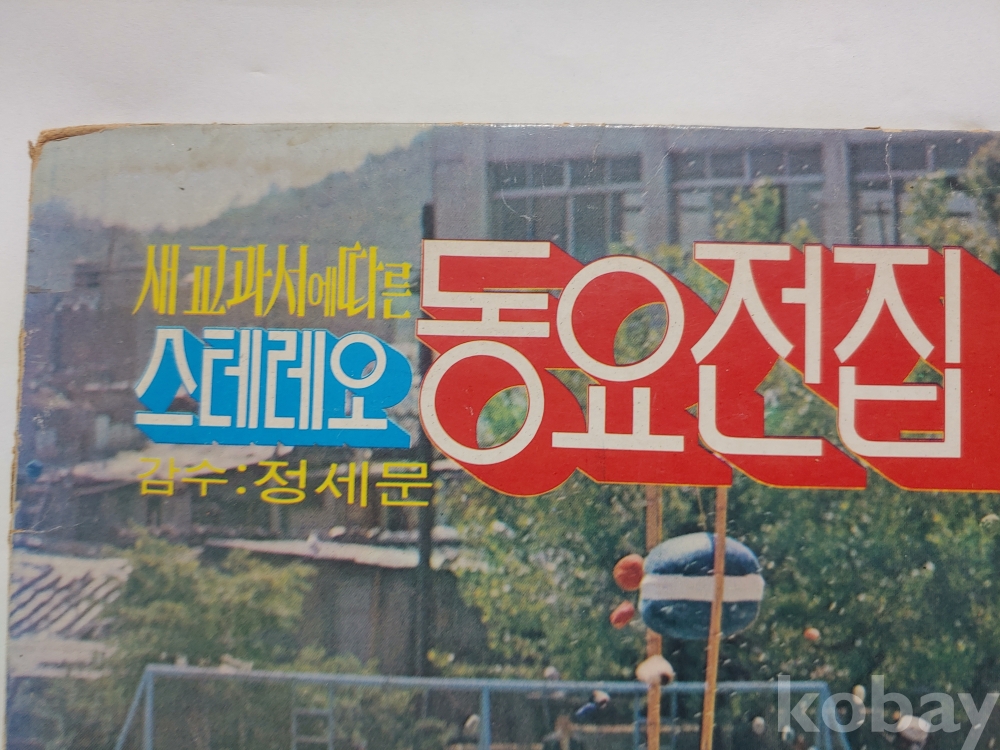 새 교과서에 따른
스테레오
동요전집
감수:정세문
kobay